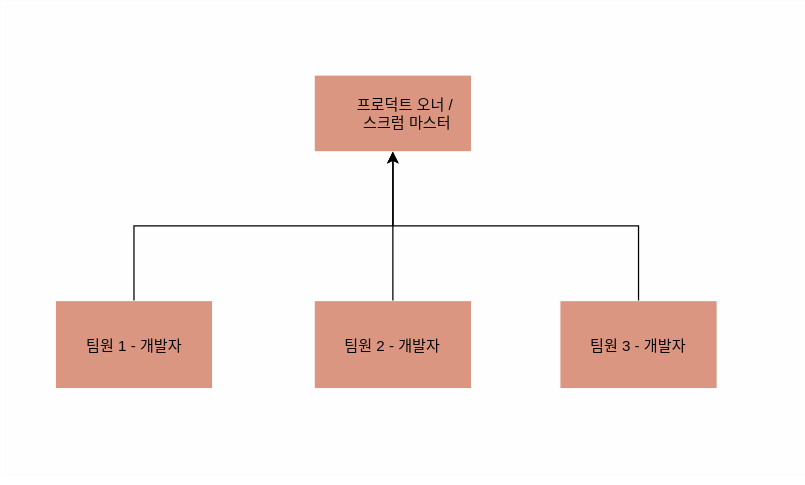 프로덕트 오너 /
스크럼 마스터
팀원 1 - 개발자
팀원 2 - 개발자
팀원 3 - 개발자